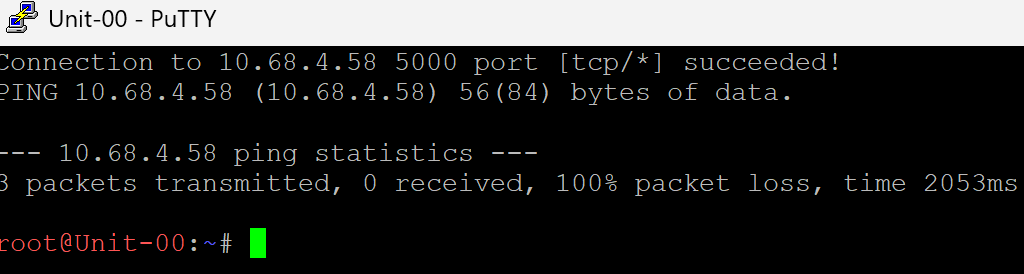 Unit-00 - PuTTY
Connection to 10.68.4.58 5000 port [tcp/*] succeeded!
PING 10.68.4.58 (10.68.4.58) 56(84) bytes of data.
--- 10.68.4.58 ping statistics ---
3 packets transmitted, 0 received, 100% packet loss, time 2053ms
root@Unit-00:~#